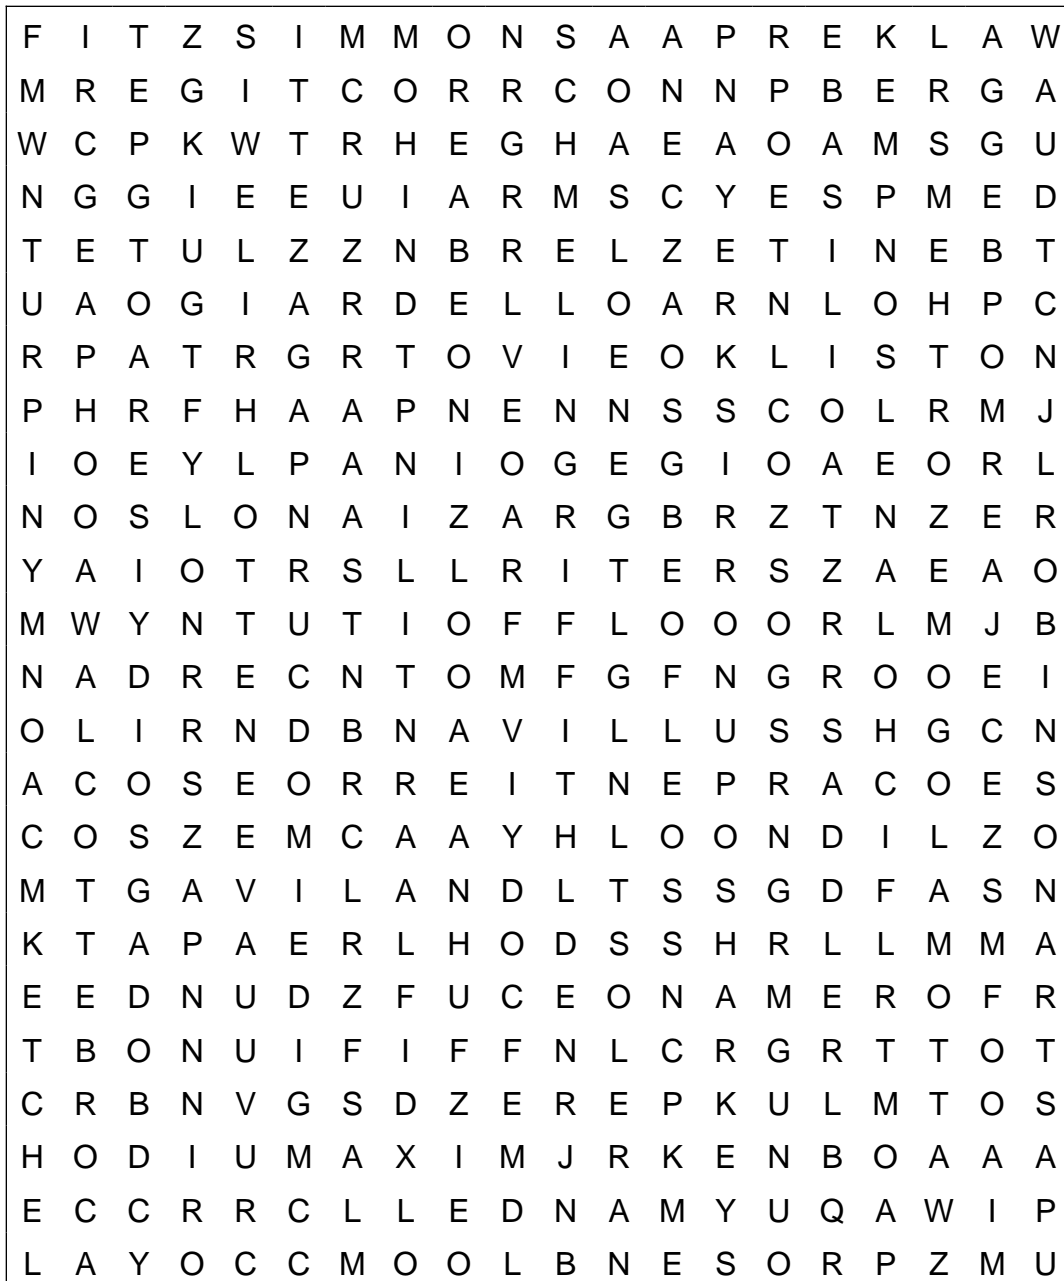 F I T Z S I M M O N S A A P R E K L A W
M R E G I T C O R R C O N N P B E R G A
W C P K W T R H E G H A E A O A M S G U
N G G I E E U I A R M S C Y E S P M E D
T E T U L Z Z N B R E L Z E T I N E B T
U A O G I A R D E L L O A R N L O H P C
R P A T R G R T O V I E O K L I S T O N
P H R F H A A P N E N N S S C O L R M J
I O E Y L P A N I O G E G I O A E O R L
N O S L O N A I Z A R G B R Z T N Z E R
Y A I O T R S L L R I T E R S Z A E A O
M W Y N T U T I O F F L O O O R L M J B
N A D R E C N T O M F G F N G R O O E I
O L I R N D B N A V I L L U S S H G C N
A C O S E O R R E I T N E P R A C O E S
C O S Z E M C A A Y H L O O N D I L Z O
M T G A V I L A N D L T S S G D F A S N
K T A P A E R L H O D S S H R L L M M A
E E D N U D Z F U C E O N A M E R O F R
T B O N U I F I F F N L C R G R T T O T
C R B N V G S D Z E R E P K U L M T O S
H O D I U M A X I M J R K E N B O A A A
E C C R R C L L E D N A M Y U Q A W I P
L A Y O C C M O O L B N E S O R P Z M U